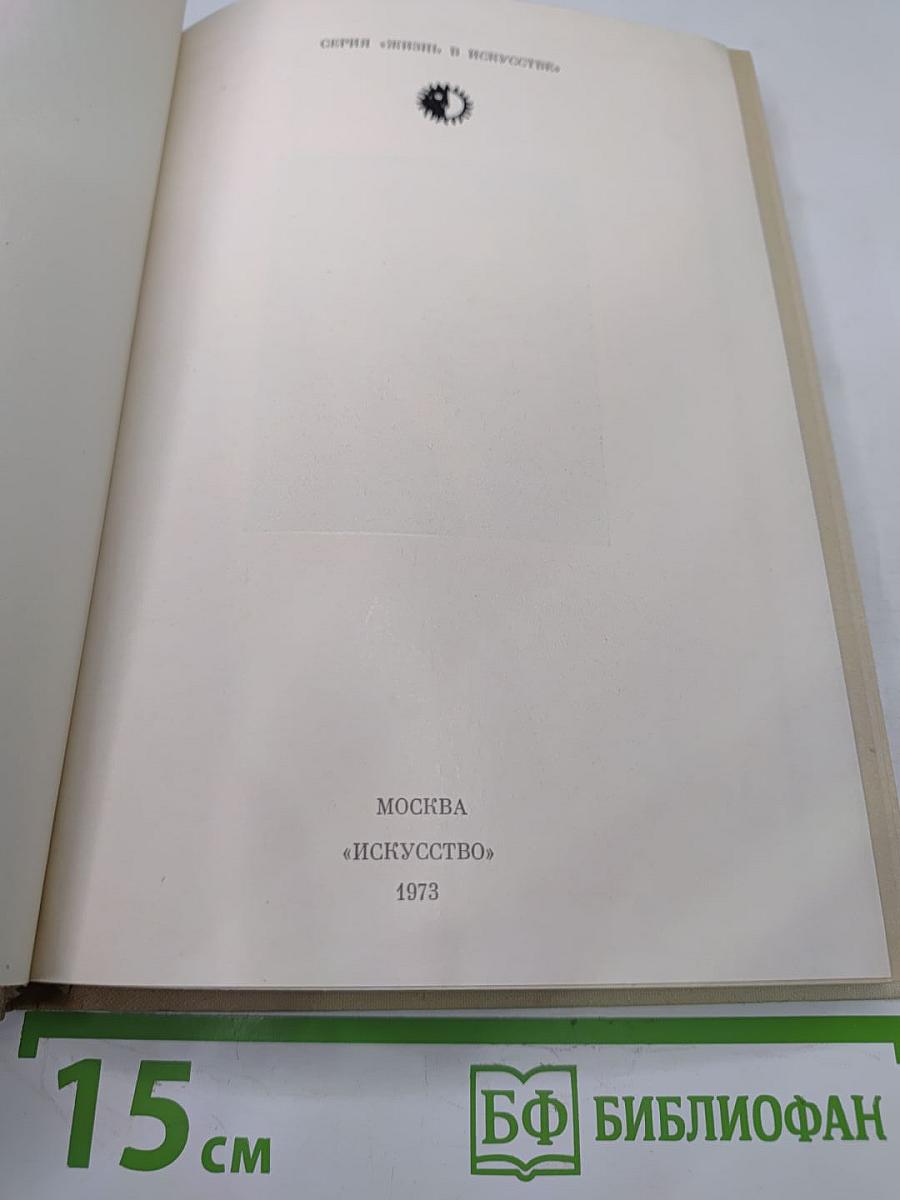 СЕРИЯ «ЖИЗНЬ В ИСКУССТВЕ»
МОСКВА
«ИСКУССТВО»
1973
15 см
БФ БИБЛИОФАН